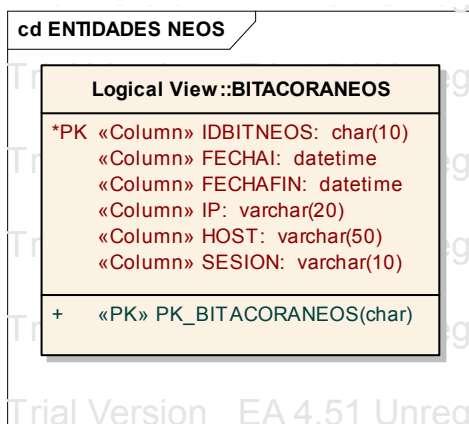 cd ENTIDADES NEOS
Logical View::BITACORANEOS
*PK «Column» IDBITNEOS: char(10)
«Column» FECHAI: datetime
«Column» FECHAFIN: datetime
«Column» IP: varchar(20)
«Column» HOST: varchar(50)
«Column» SESION: varchar(10)
+ «PK» PK_BITACORANEOS(char)
Trial Version EA 4.51 Unreg